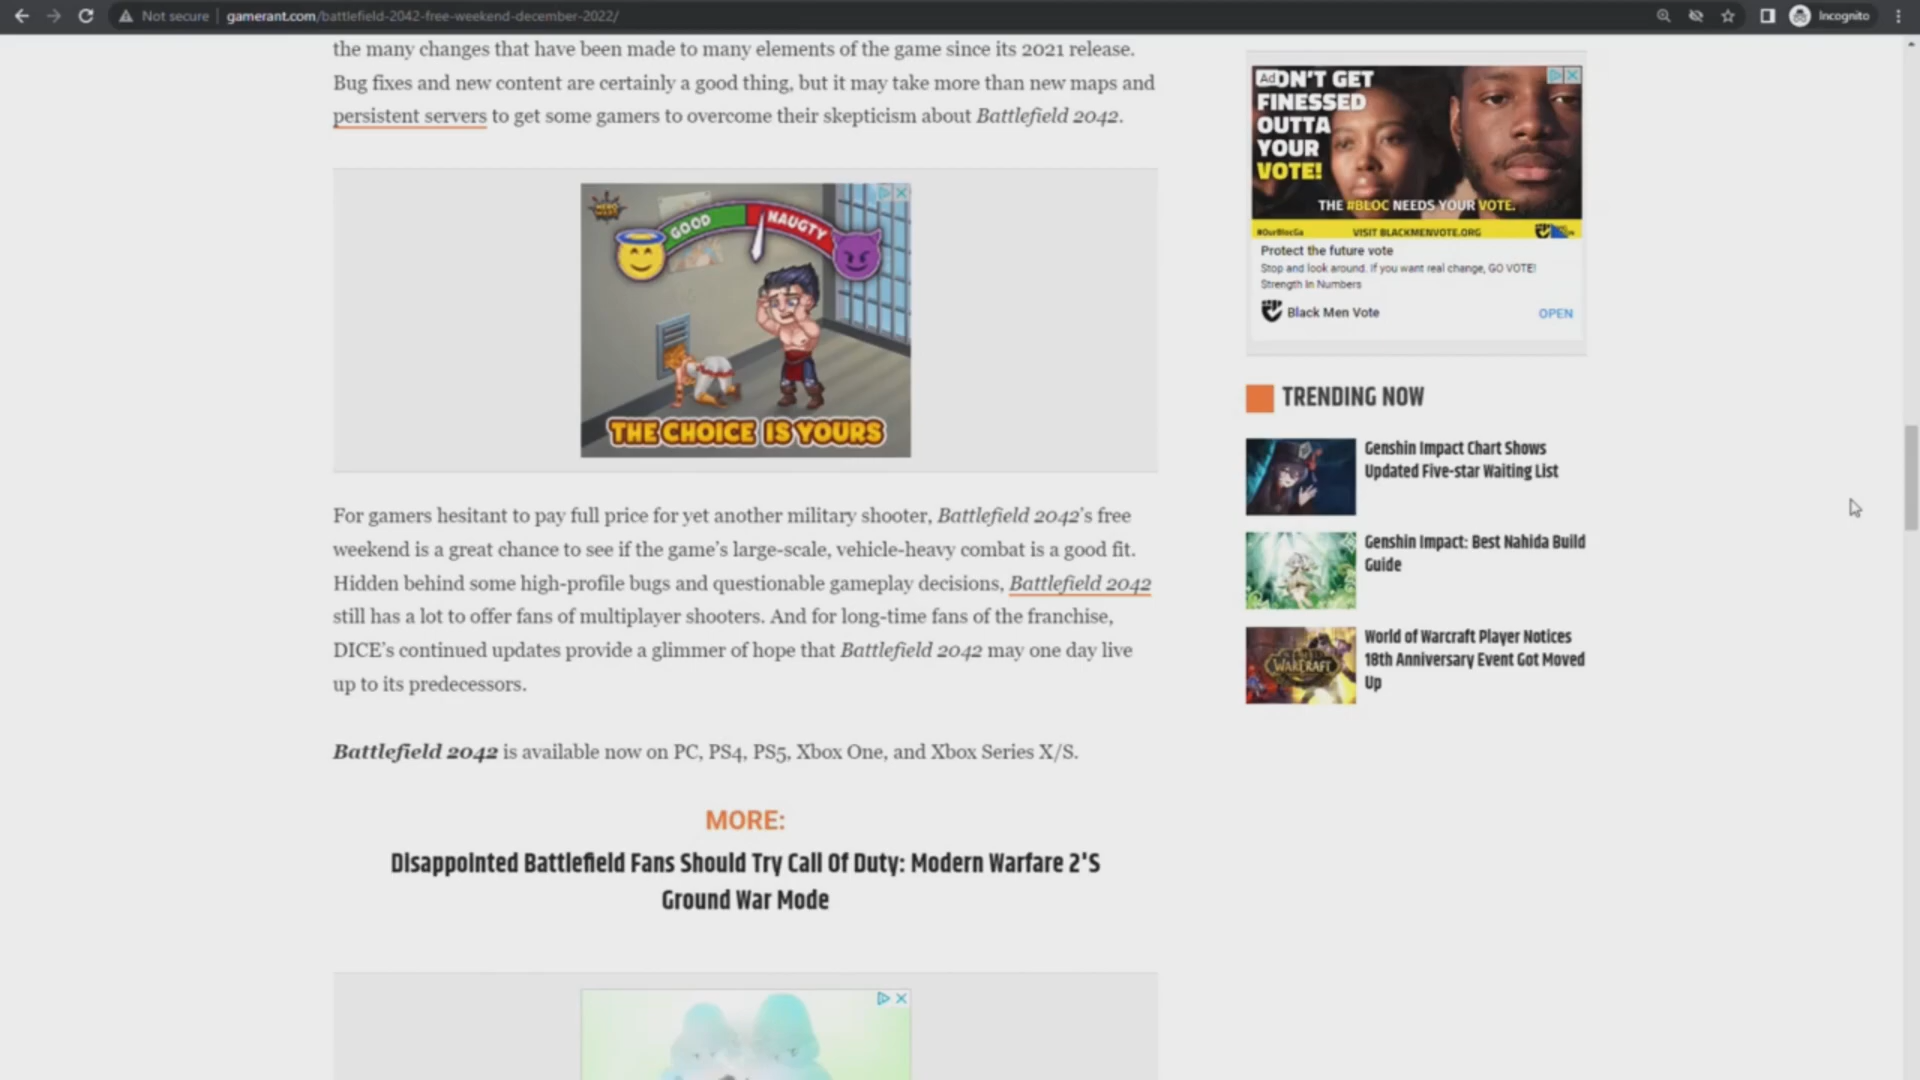 Not secure
gamerant.com/battlefield-2042-free-weekend-december-2022/
Incognito
the many changes that have been made to many elements of the game since its 2021 release.
Bug fixes and new content are certainly a good thing, but it may take more than new maps and
persistent servers to get some gamers to overcome their skepticism about Battlefield 2042.
HERO
WARS
GOOD
NAUGTY
THE CHOICE IS YOURS
For gamers hesitant to pay full price for yet another military shooter, Battlefield 2042’s free
weekend is a great chance to see if the game’s large-scale, vehicle-heavy combat is a good fit.
Hidden behind some high-profile bugs and questionable gameplay decisions, Battlefield 2042
still has a lot to offer fans of multiplayer shooters. And for long-time fans of the franchise,
DICE’s continued updates provide a glimmer of hope that Battlefield 2042 may one day live
up to its predecessors.
Battlefield 2042 is available now on PC, PS4, PS5, Xbox One, and Xbox Series X/S.
MORE:
Disappointed Battlefield Fans Should Try Call Of Duty: Modern Warfare 2'S
Ground War Mode
Ad
DON'T GET
FINESSED
OUTTA
YOUR
VOTE!
THE #BLOC NEEDS YOUR VOTE.
#OurBlocGa
VISIT BLACKMENVOTE.ORG
Protect the future vote
Stop and look around. If you want real change, GO VOTE!
Strength In Numbers
Black Men Vote
OPEN
TRENDING NOW
Genshin Impact Chart Shows
Updated Five-star Waiting List
Genshin Impact: Best Nahida Build
Guide
WARCRAFT
World of Warcraft Player Notices
18th Anniversary Event Got Moved
Up